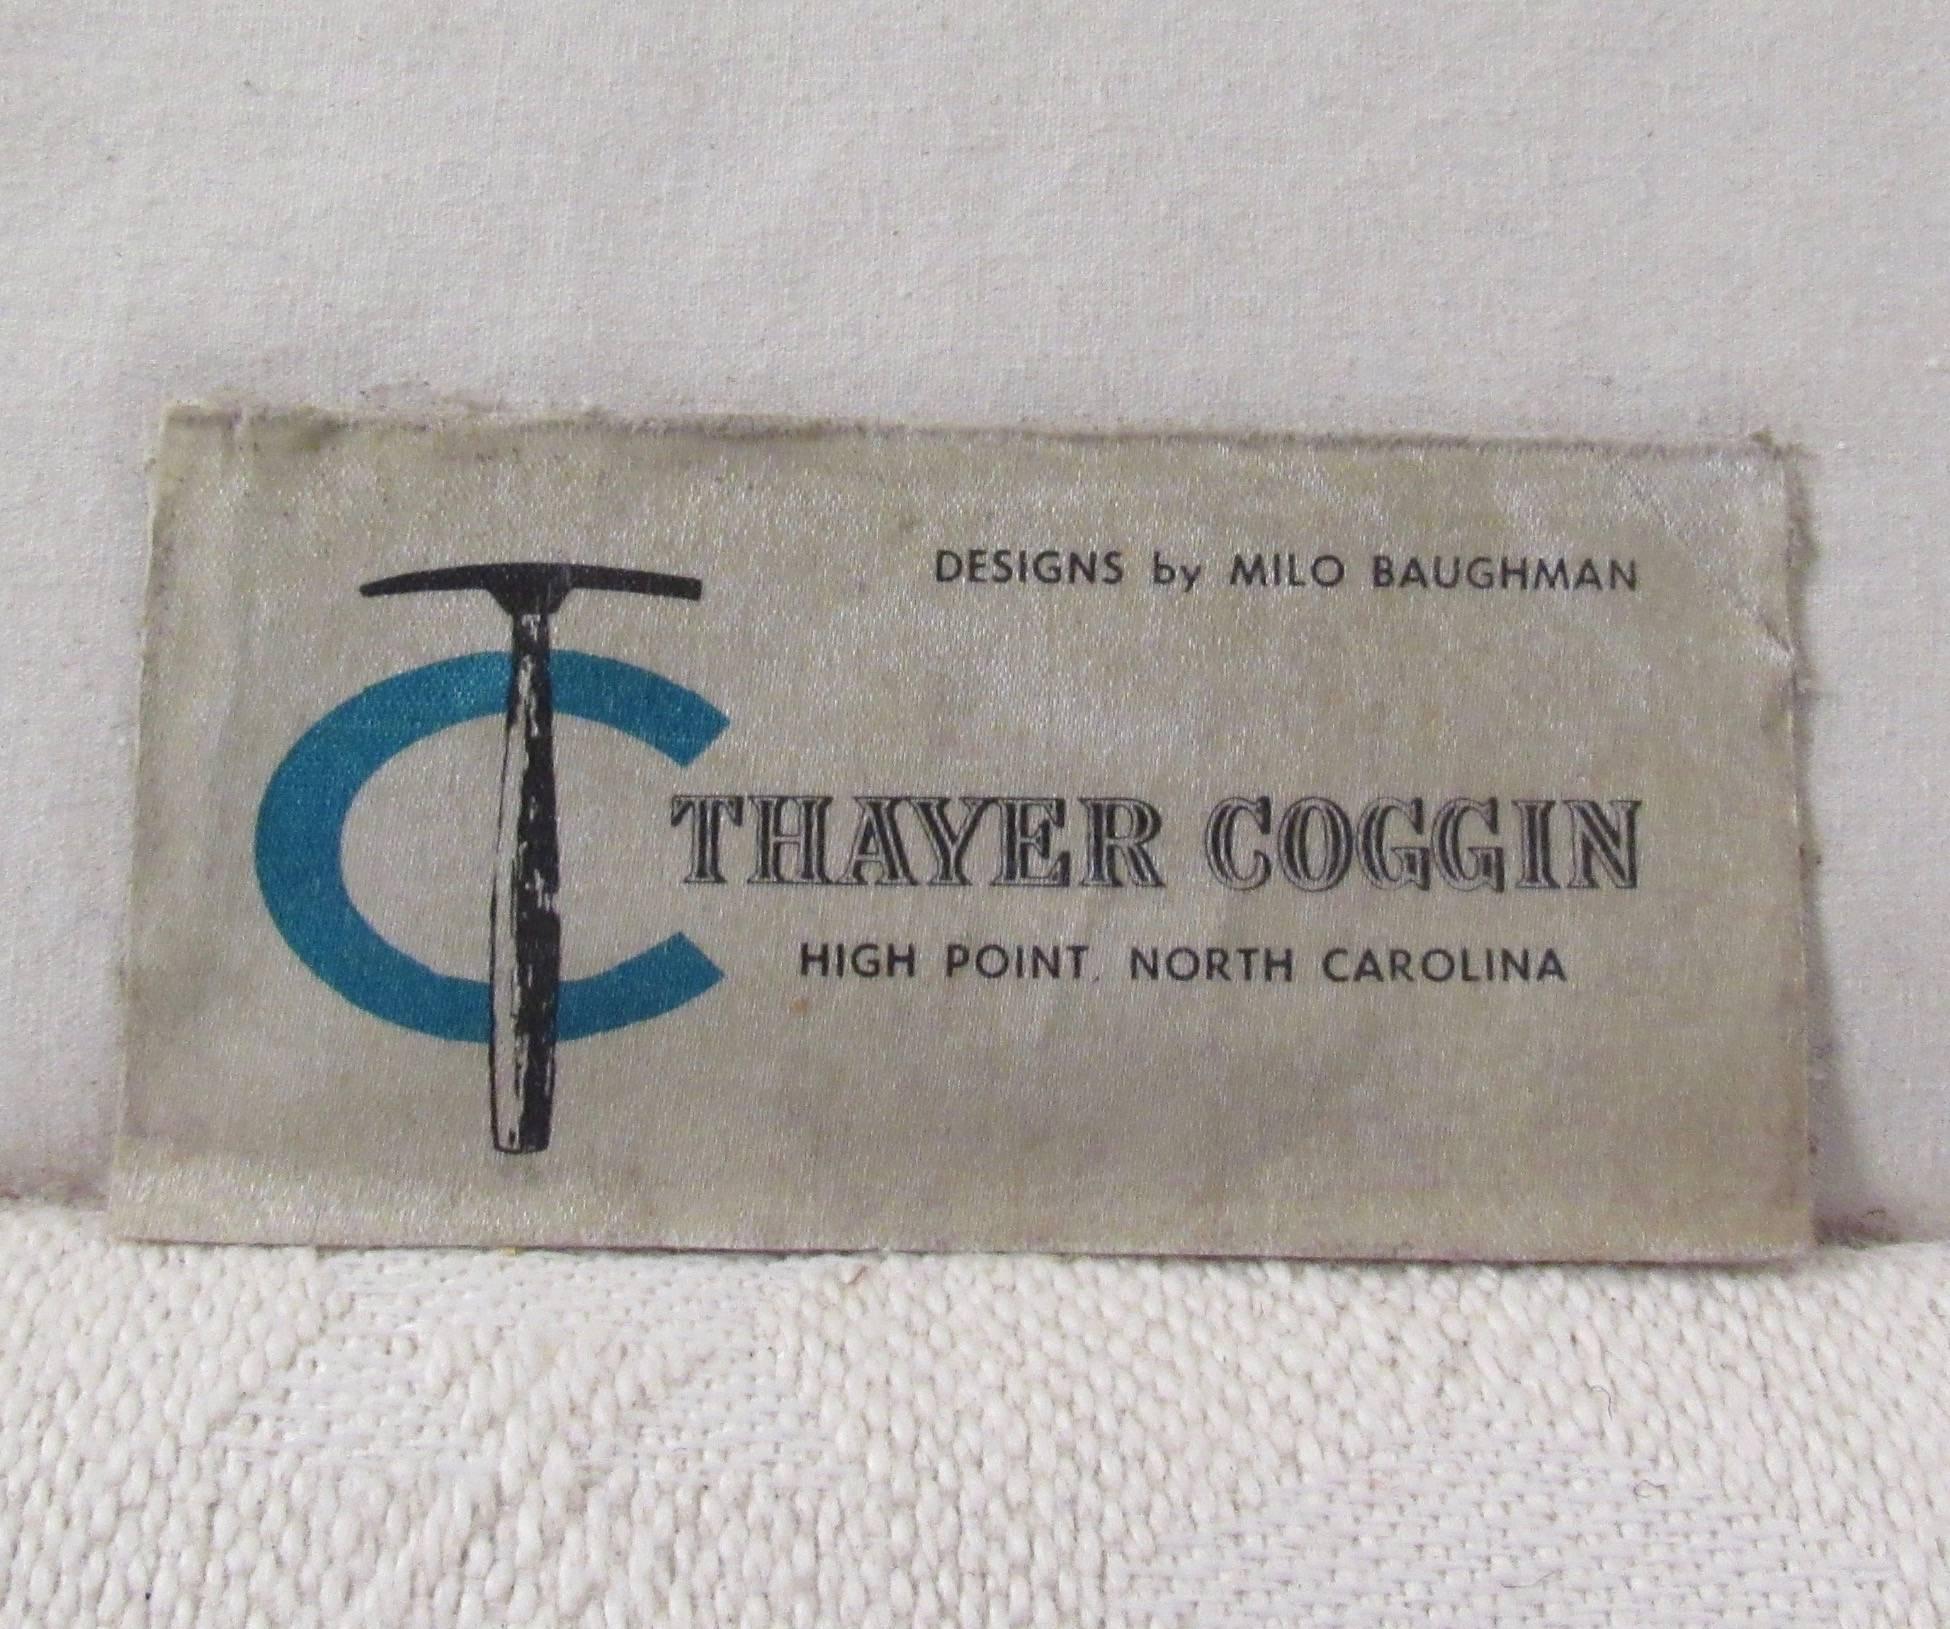 DESIGNS by MILO BAUGHMAN
THAYER COGGIN
HIGH POINT, NORTH CAROLINA